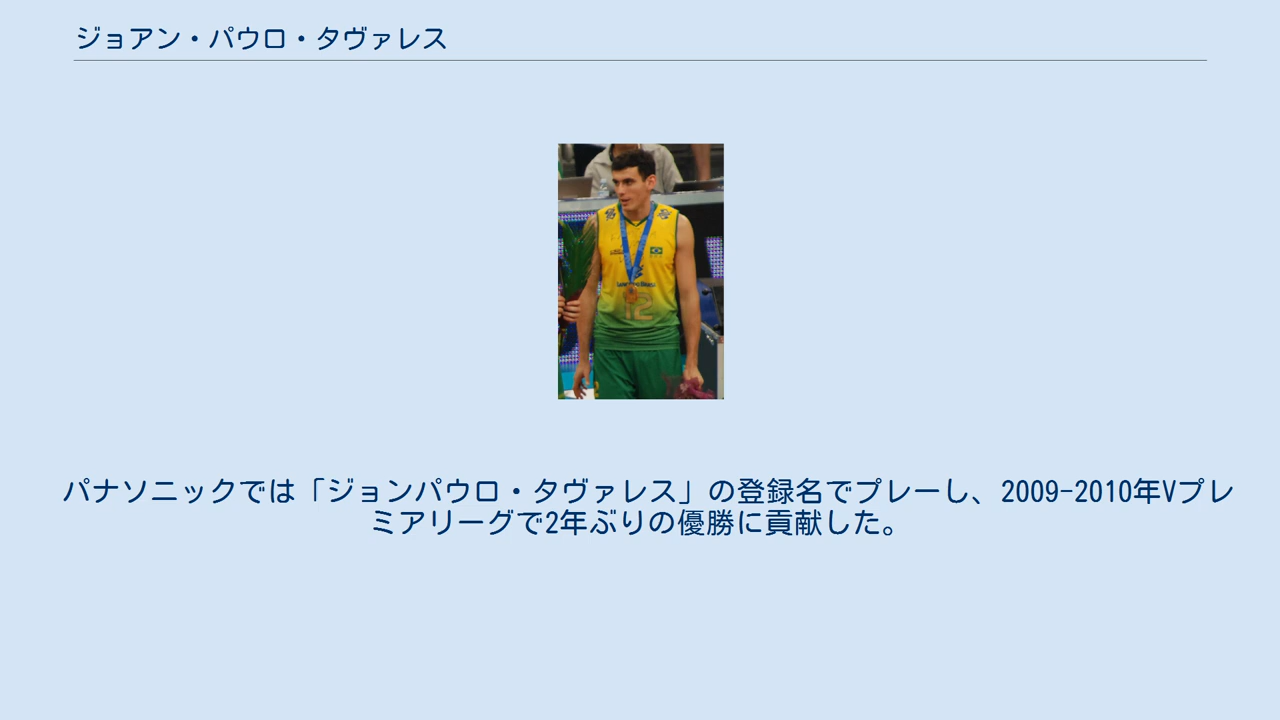 ジョアン・パウロ・タヴァレス
12
パナソニックでは「ジョンパウロ・タヴァレス」の登録名でプレーし、2009-2010年Vプレ
ミアリーグで2年ぶりの優勝に貢献した。